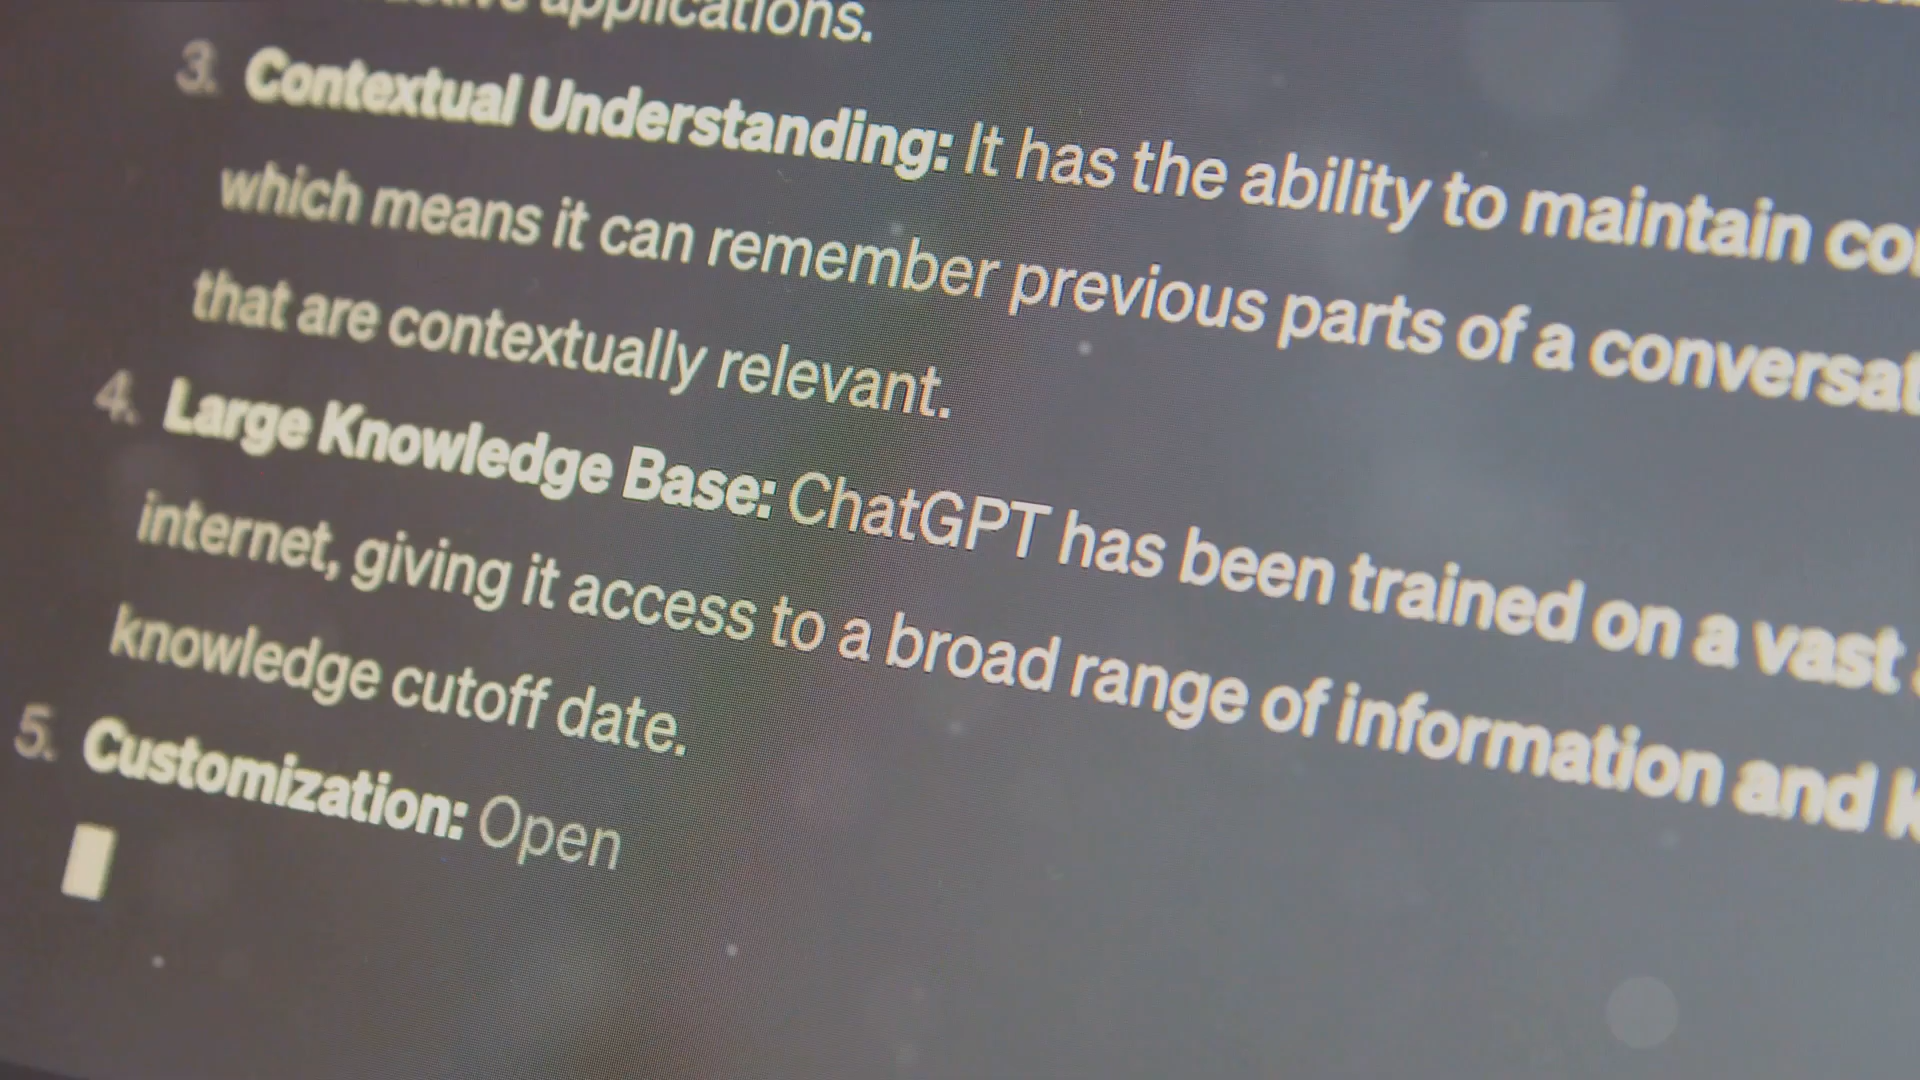 applications.
3. Contextual Understanding: It has the ability to maintain
which means it can remember previous parts of a
that are contextually relevant.
4. Large Knowledge Base: ChatGPT has been trained on a vast
internet, giving it access to a broad range of information and
knowledge cutoff date.
5. Customization: Open